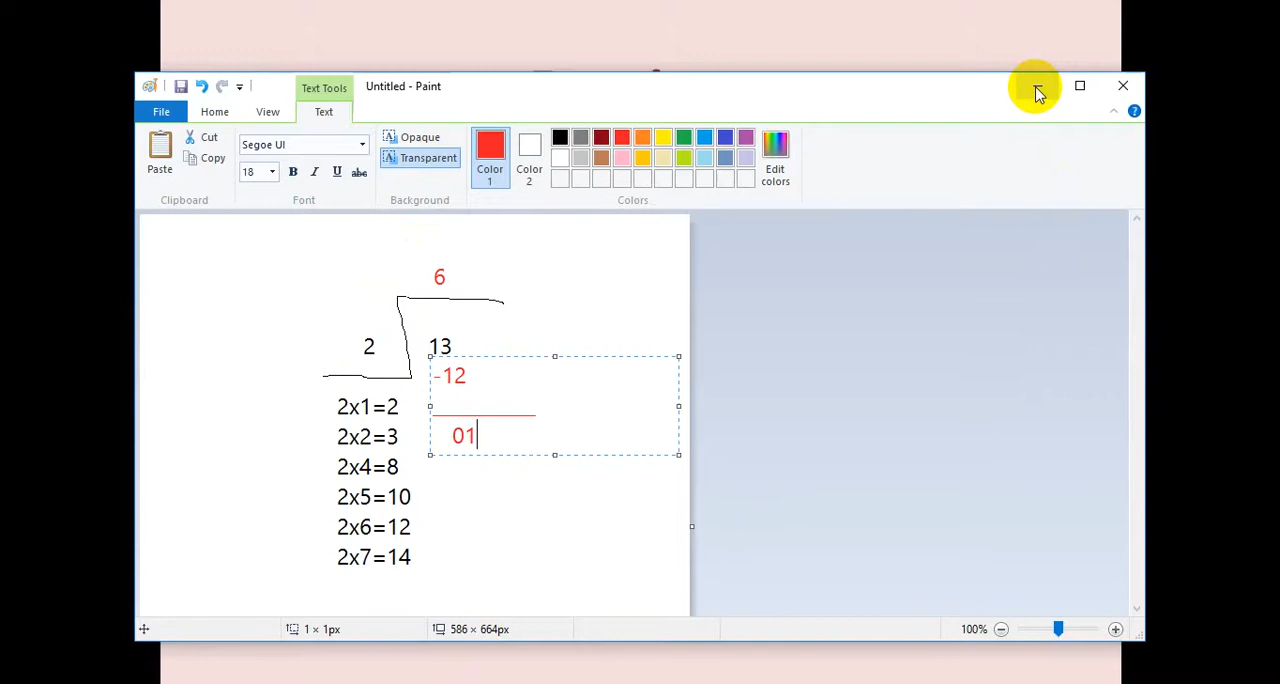 Text Tools
Untitled - Paint
File
Home
View
Text
Paste
Cut
Copy
Clipboard
Segoe UI
18
B
I
U
abc
Font
A
Opaque
A
Transparent
Background
Color
1
Color
2
Edit
colors
Colors
?
6
2
13
-12
01
2x1=2
2x2=3
2x4=8
2x5=10
2x6=12
2x7=14
1 × 1px
586 × 664px
100%